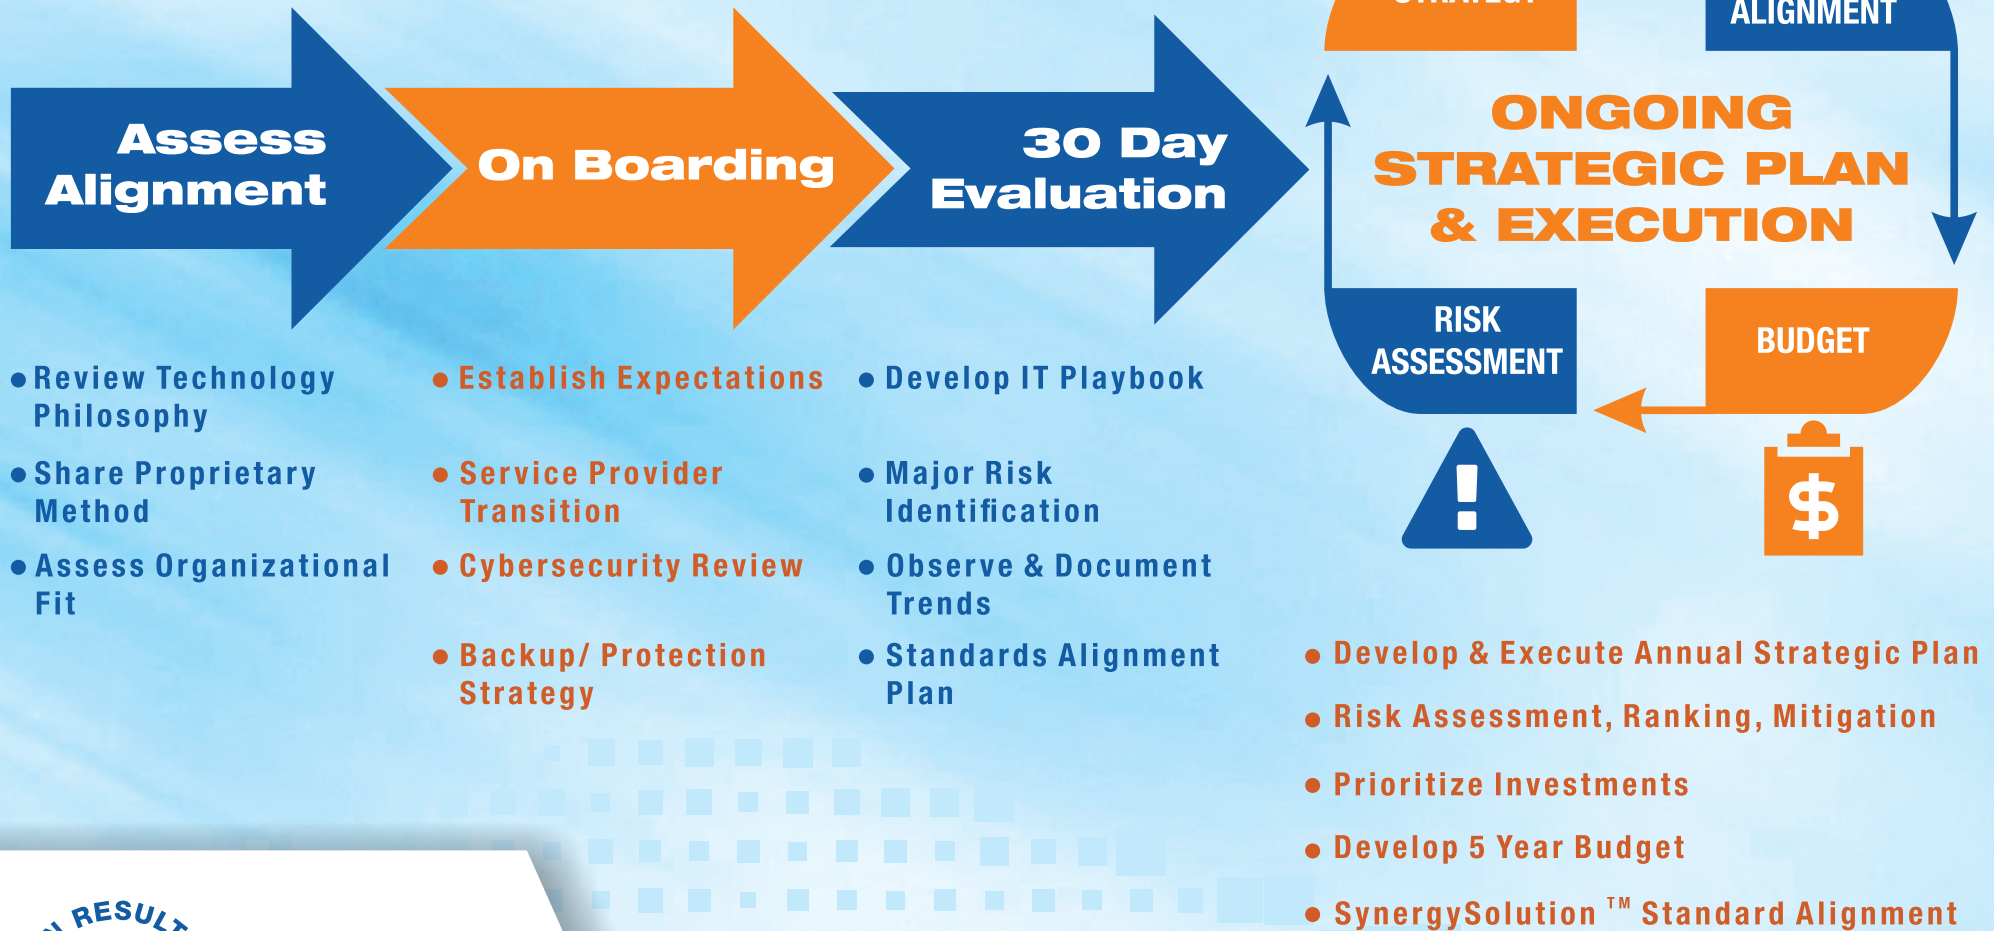 Assess
Alignment
On Boarding
30 Day
Evaluation
STRATEGY
ALIGNMENT
ONGOING
STRATEGIC PLAN
& EXECUTION
RISK
ASSESSMENT
BUDGET
$
!
• Review Technology
Philosophy
• Share Proprietary
Method
• Assess Organizational
Fit
• Establish Expectations
• Service Provider
Transition
• Cybersecurity Review
• Backup/ Protection
Strategy
• Develop IT Playbook
• Major Risk
Identification
• Observe & Document
Trends
• Standards Alignment
Plan
• Develop & Execute Annual Strategic Plan
• Risk Assessment, Ranking, Mitigation
• Prioritize Investments
• Develop 5 Year Budget
• SynergySolution ™ Standard Alignment
RESULT